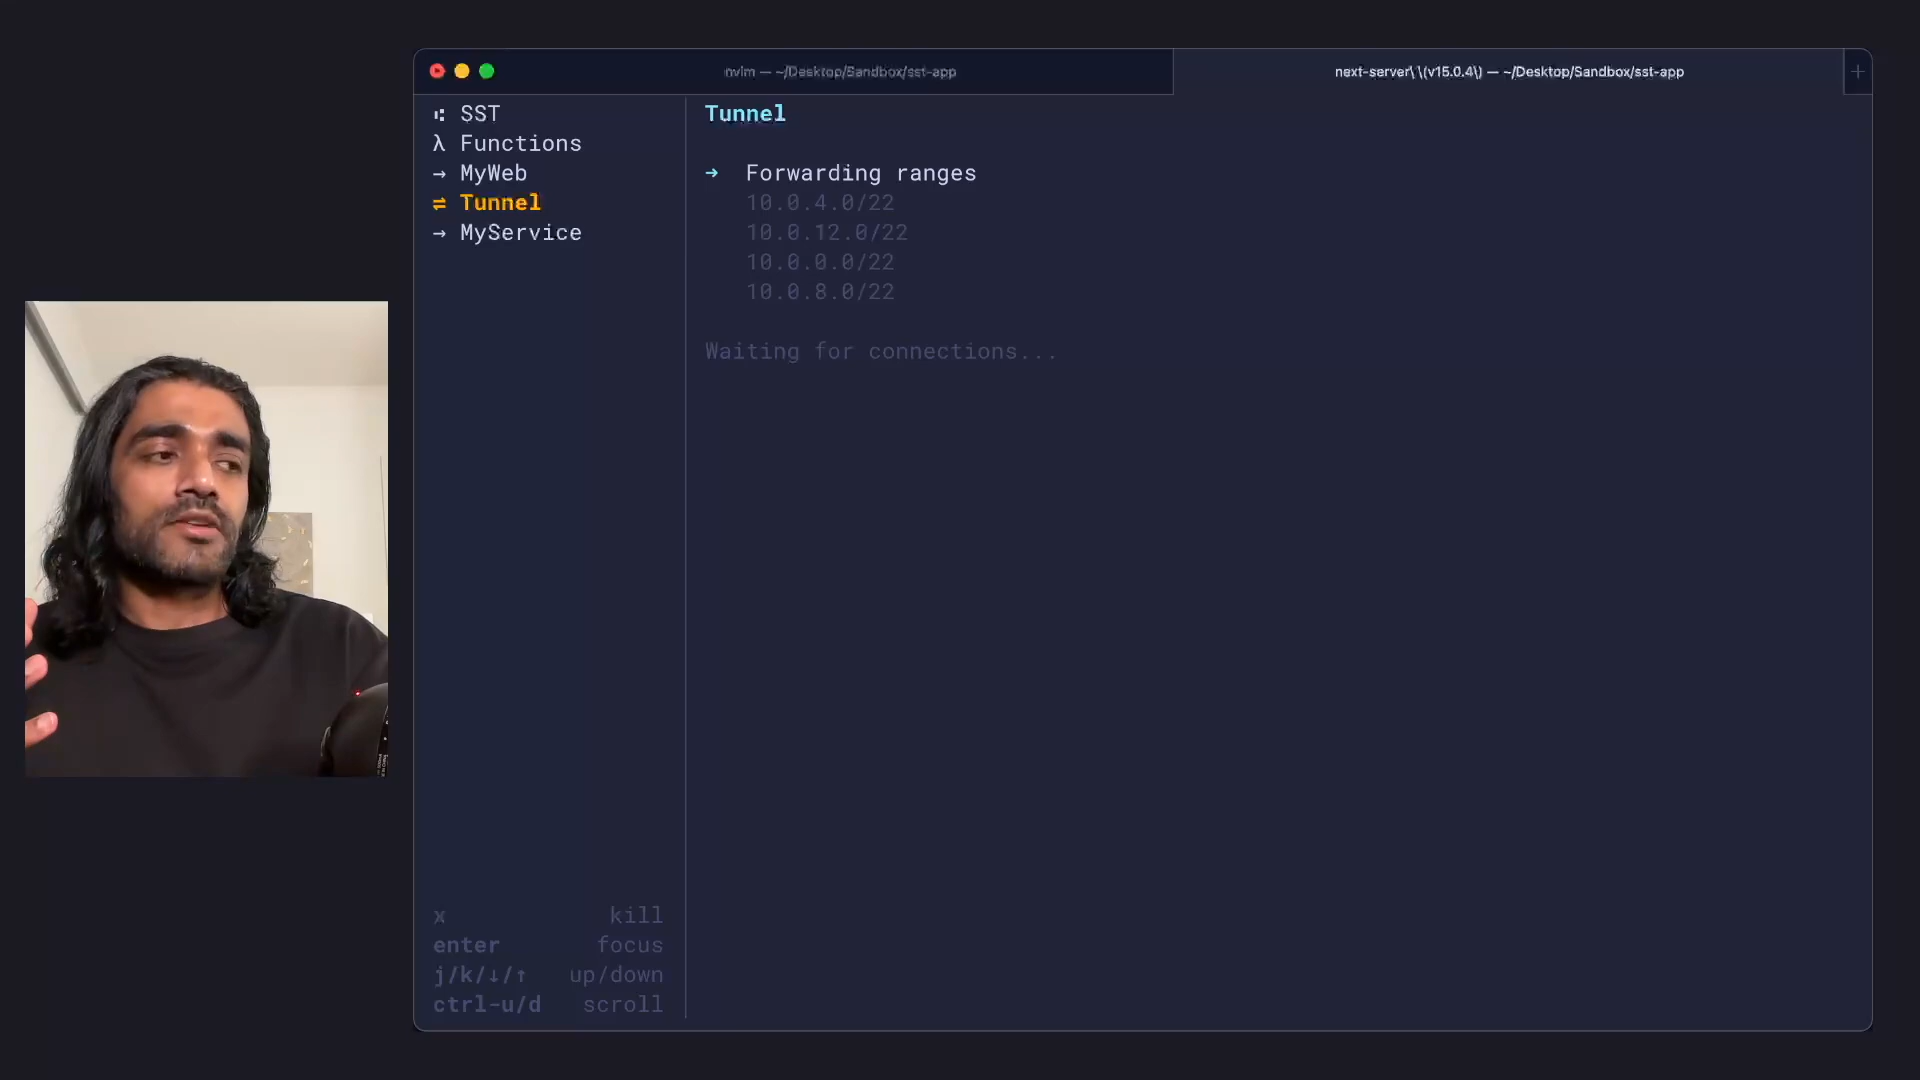 nvim — ~/Desktop/Sandbox/sst-app
next-server\ \(v15.0.4\) — ~/Desktop/Sandbox/sst-app
SST
λ Functions
→ MyWeb
⇌ Tunnel
→ MyService
Tunnel
➜ Forwarding ranges
10.0.4.0/22
10.0.12.0/22
10.0.0.0/22
10.0.8.0/22
Waiting for connections...
x kill
enter focus
j/k/↓/↑ up/down
ctrl-u/d scroll